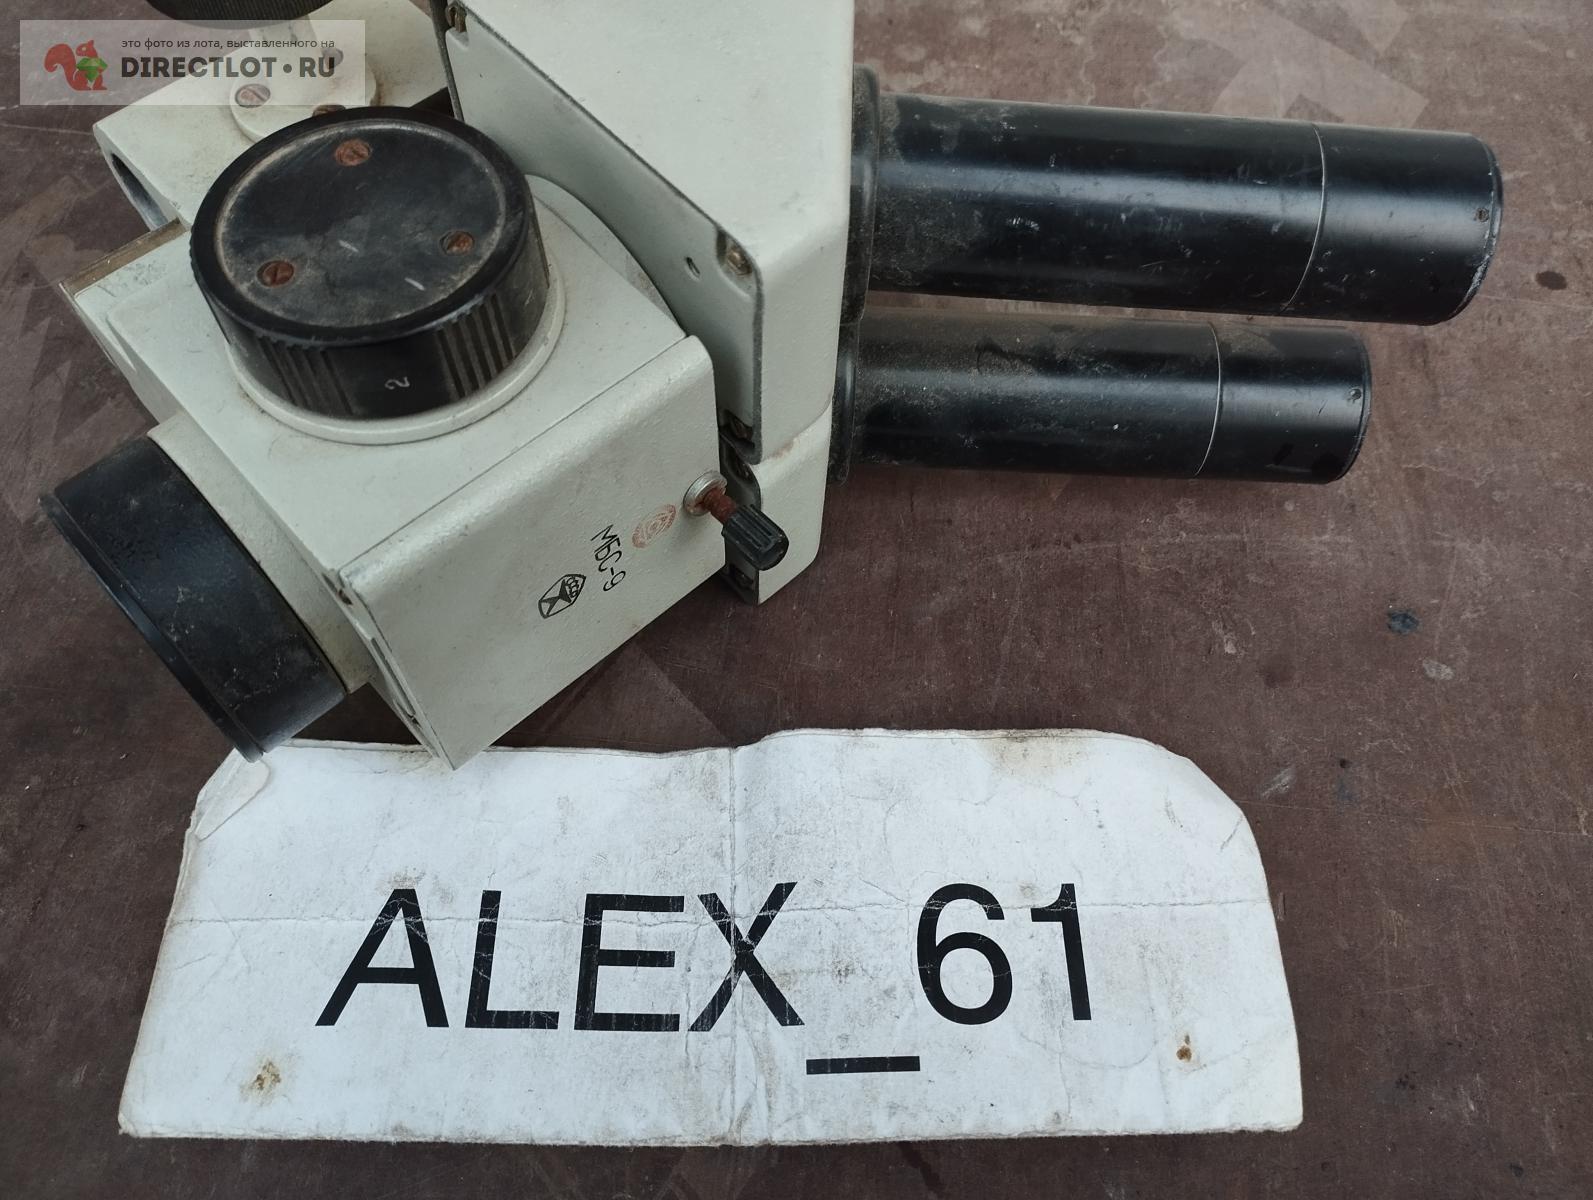 это фото из лота, выставленного на
DIRECTLOT•RU
2
МБС-9
ALEX_61